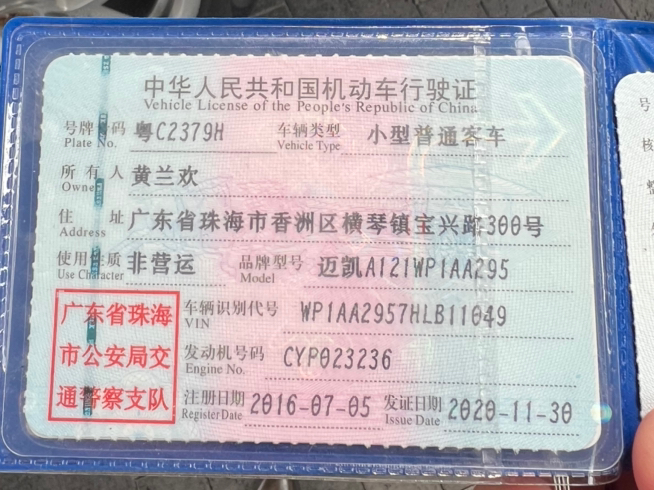 中华人民共和国机动车行驶证
Vehicle License of the People's Republic of China
号牌号码 粤C2379H 车辆类型 小型普通客车
Plate No. Vehicle Type
所有人 黄兰欢
Owner
住址 广东省珠海市香洲区横琴镇宝兴路300号
Address
使用性质 非营运 品牌型号 迈凯A121WP1AA295
Use Character Model
广东省珠海
市公安局交
通警察支队
车辆识别代号 WP1AA2957HLB11049
VIN
发动机号码 CYP023236
Engine No.
注册日期 2016-07-05 发证日期 2020-11-30
Register Date Issue Date
号
核
整